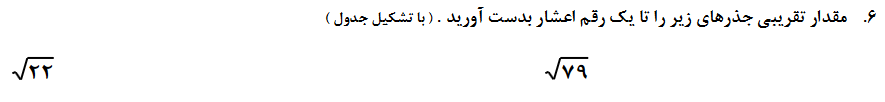 ۶. مقدار تقریبی جذرهای زیر را تا یک رقم اعشار بدست آورید . ( با تشکیل جدول )
√۷۹ √۲۲